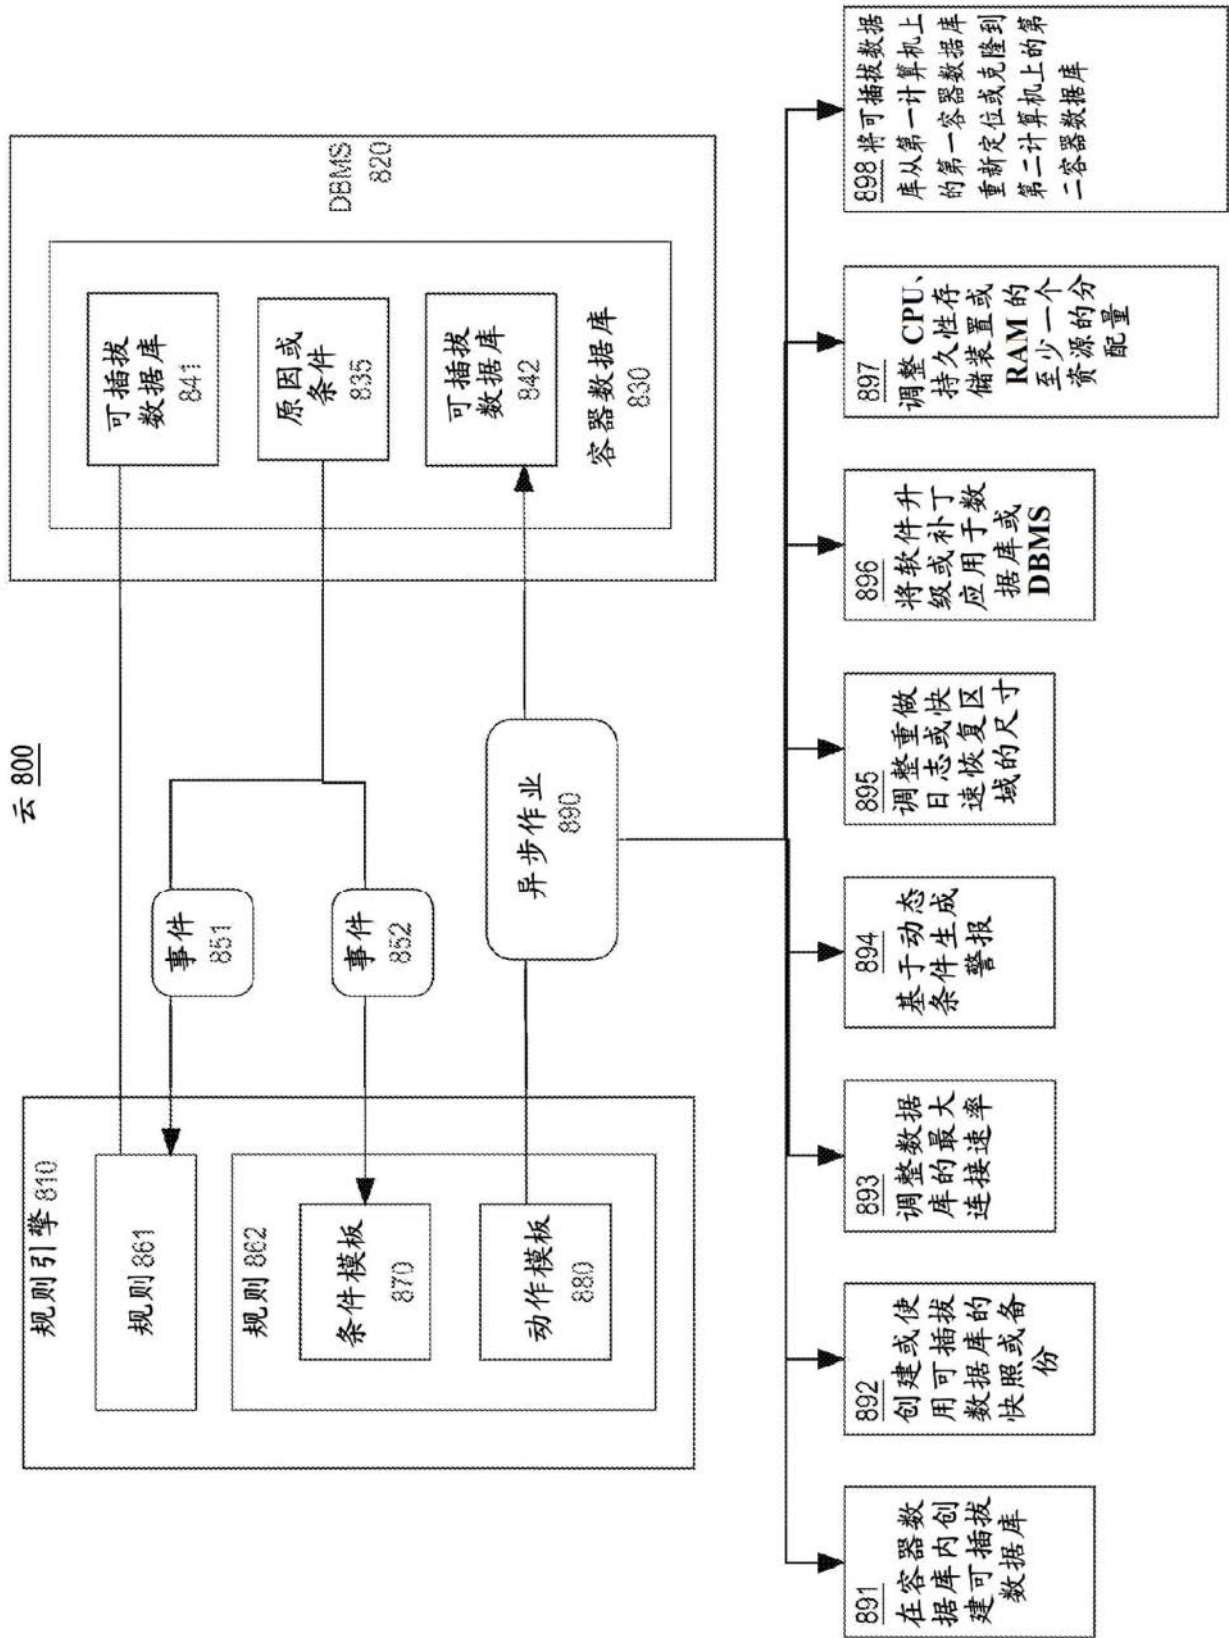 云 800
规则引擎 810
规则 861
规则 862
条件模板
870
动作模板
880
事件
851
事件
852
异步作业
890
DBMS
820
可插拔
数据库
841
原因或
条件
835
可插拔
数据库
842
容器数据库
830
891
在容器数
据库内创
建可插拔
数据库
892
创建或使
用可插拔
数据库的
快照或备
份
893
调整数据
库的最大
连接速率
894
基于动态
条件生成
警报
895
调整重做
日志或快
速恢复区
域的尺寸
896
将软件升
级或补丁
应用于数
据库或
DBMS
897
调整 CPU、
持久性存
储装置或
RAM 的
至少一个
资源的分
配量
898 将可插拔数据
库从第一计算机上
的第一容器数据库
重新定位或克隆到
第二计算机上的第
二容器数据库